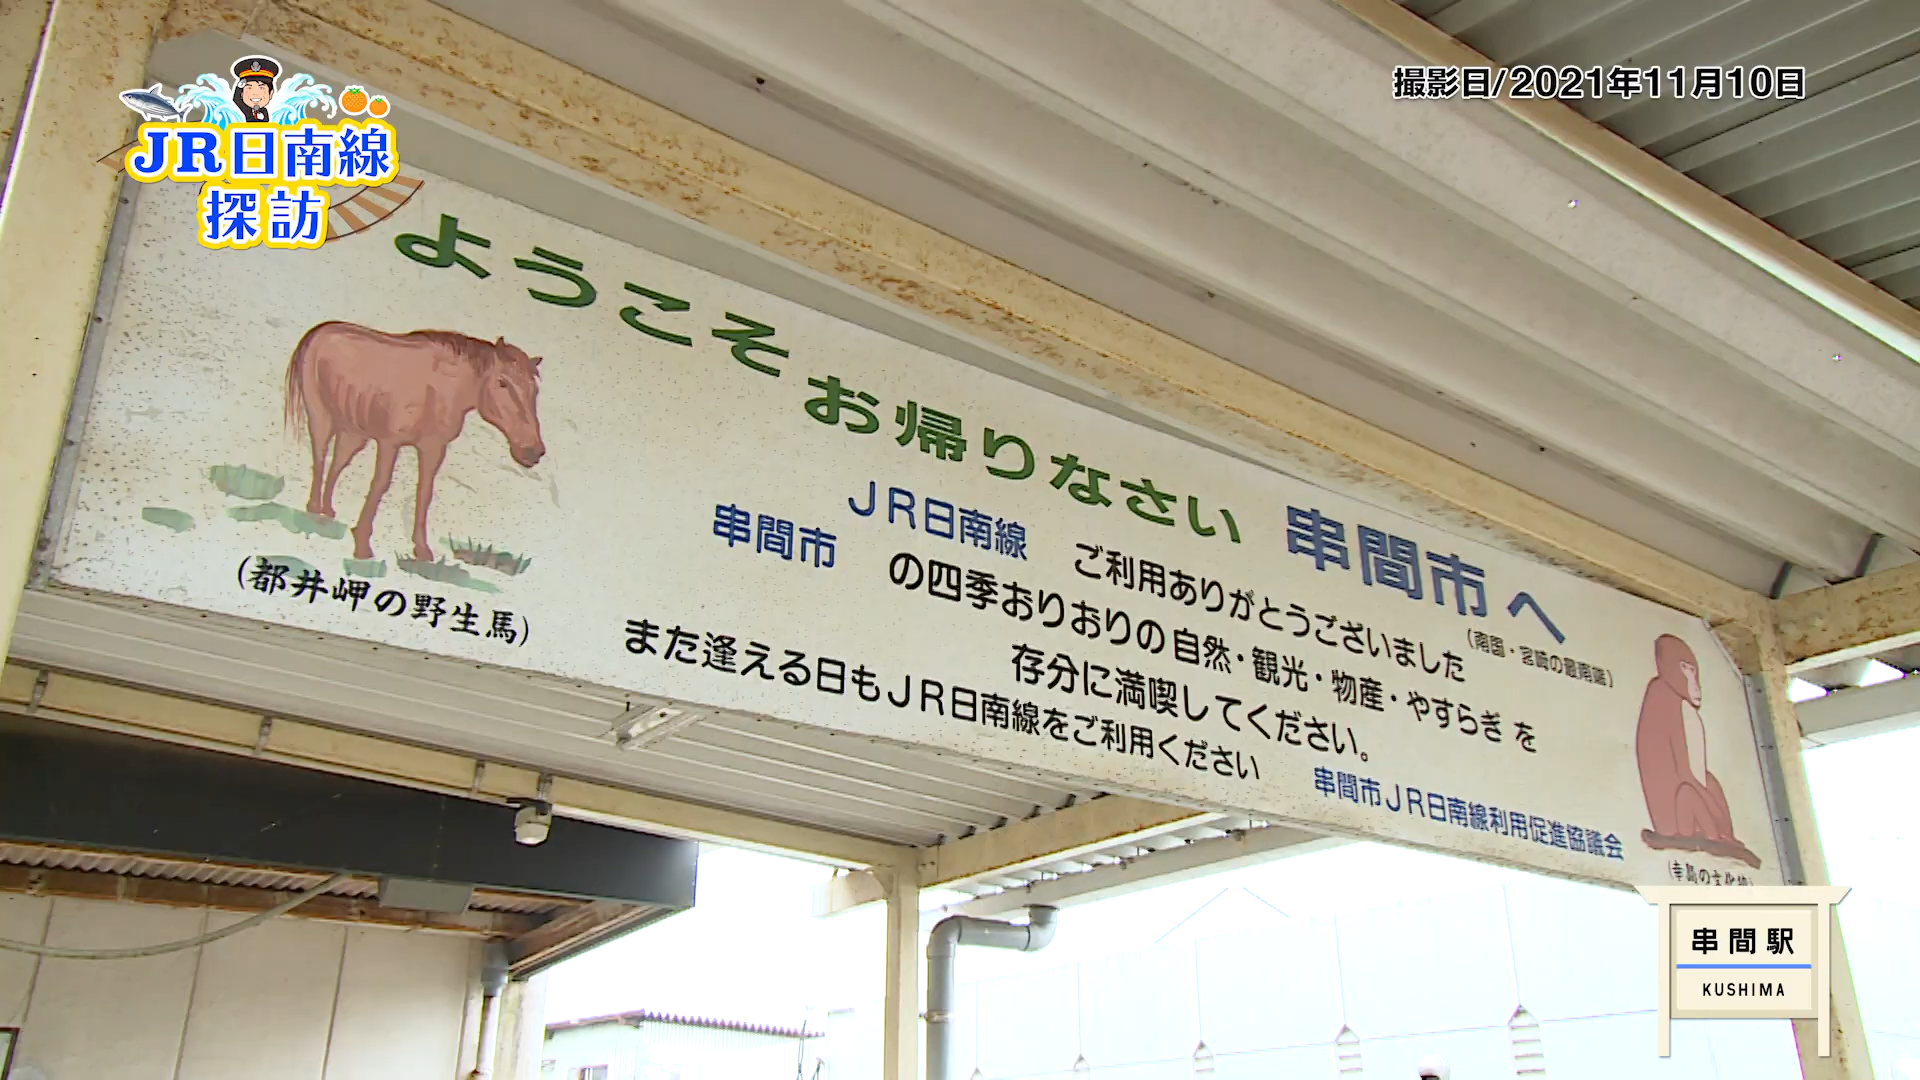 JR日南線
探訪
撮影日/2021年11月10日
ようこそ お帰りなさい 串間市へ
(南国・宮崎の最南端)
JR日南線 ご利用ありがとうございました
串間市 の四季おりおりの自然・観光・物産・やすらぎ を
存分に満喫してください。
また逢える日もJR日南線をご利用ください
串間市JR日南線利用促進協議会
(都井岬の野生馬)
串間駅
KUSHIMA